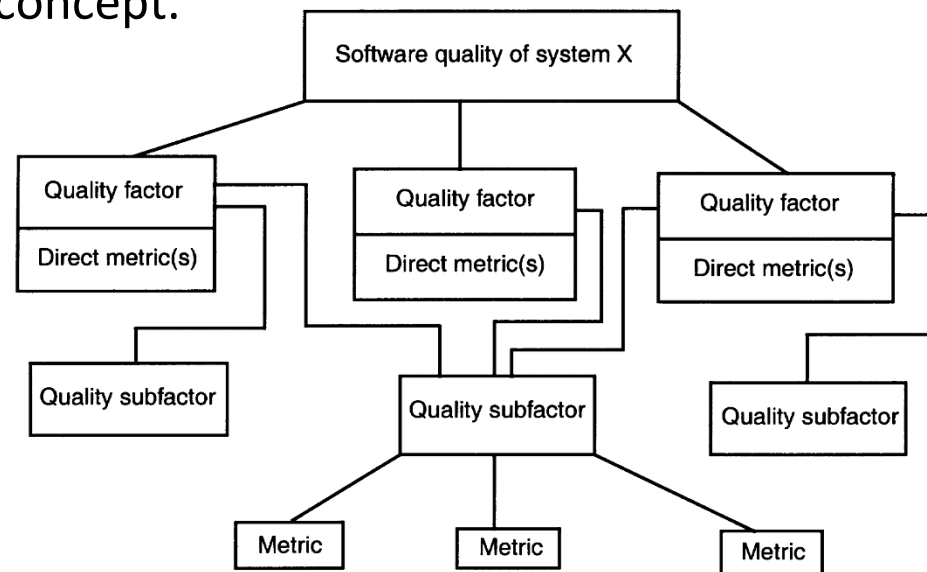 concept.
Software quality of system X
Quality factor
Direct metric(s)
Quality factor
Direct metric(s)
Quality factor
Direct metric(s)
Quality subfactor
Quality subfactor
Quality subfactor
Metric
Metric
Metric